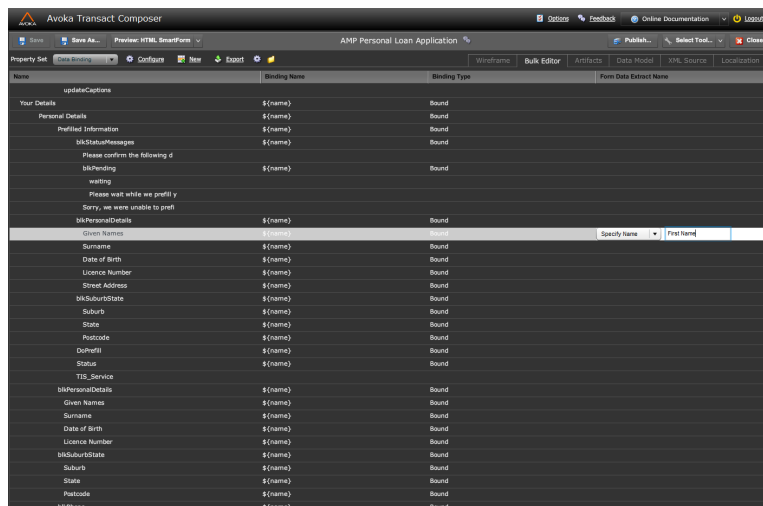 AVOKA Avoka Transact Composer Options Feedback Online Documentation Logout
Save Save As... Preview: HTML SmartForm AMP Personal Loan Application Publish... Select Tool... Close
Property Set Data Binding Configure New Export Wireframe Bulk Editor Artifacts Data Model XML Source Localization
Name Binding Name Binding Type Form Data Extract Name
updateCaptions
Your Details ${name} Bound
Personal Details ${name} Bound
Prefilled Information ${name} Bound
blkStatusMessages ${name} Bound
Please confirm the following d
blkPending ${name} Bound
waiting
Please wait while we prefill y
Sorry, we were unable to prefi
blkPersonalDetails ${name} Bound
Given Names ${name} Bound Specify Name First Name
Surname ${name} Bound
Date of Birth ${name} Bound
Licence Number ${name} Bound
Street Address ${name} Bound
blkSuburbState ${name} Bound
Suburb ${name} Bound
State ${name} Bound
Postcode ${name} Bound
DoPrefill ${name} Bound
Status ${name} Bound
TIS_Service ${name} Bound
blkPersonalDetails ${name} Bound
Given Names ${name} Bound
Surname ${name} Bound
Date of Birth ${name} Bound
Licence Number ${name} Bound
blkSuburbState ${name} Bound
Suburb ${name} Bound
State ${name} Bound
Postcode ${name} Bound